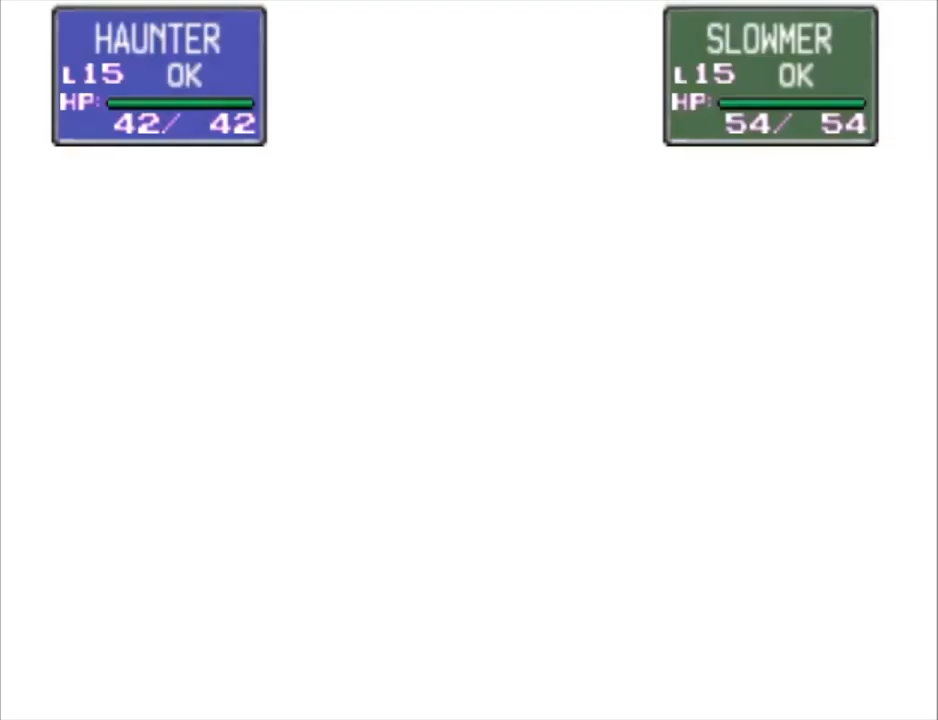 HAUNTER
L15 OK
HP:
42/ 42
SLOWMER
L15 OK
HP:
54/ 54